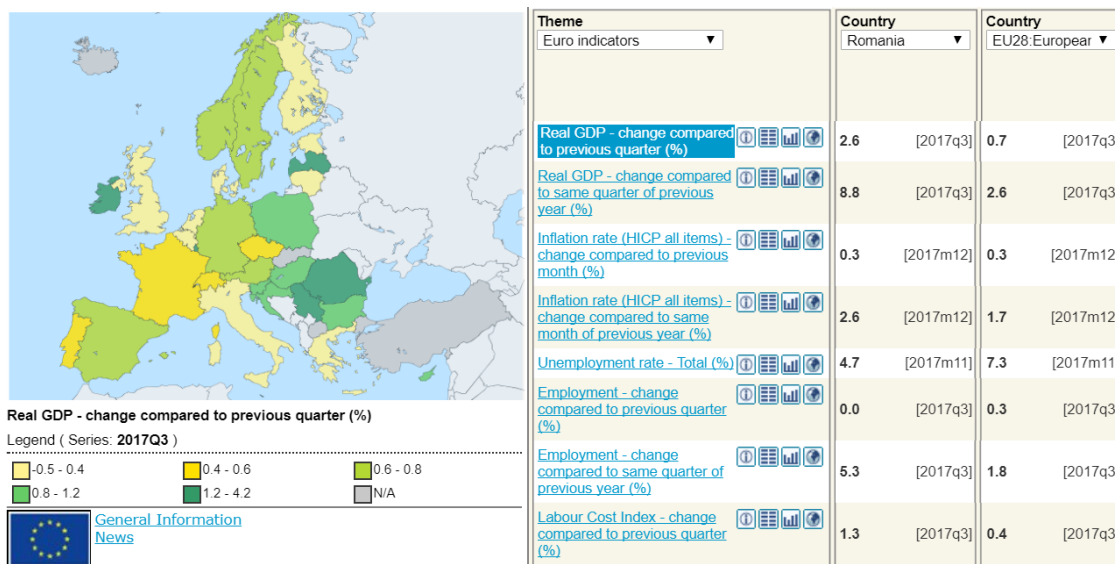 Real GDP - change compared to previous quarter (%)
Legend ( Series: 2017Q3 )
-0.5 - 0.4
0.4 - 0.6
0.6 - 0.8
0.8 - 1.2
1.2 - 4.2
N/A
General Information
News
Theme
Euro indicators
Country
Romania
Country
EU28:Europear
Real GDP - change compared
to previous quarter (%)
2.6 [2017q3] 0.7 [2017q3
Real GDP - change compared
to same quarter of previous
year (%)
8.8 [2017q3] 2.6 [2017q3
Inflation rate (HICP all items) -
change compared to previous
month (%)
0.3 [2017m12] 0.3 [2017m12
Inflation rate (HICP all items) -
change compared to same
month of previous year (%)
2.6 [2017m12] 1.7 [2017m12
Unemployment rate - Total (%)
4.7 [2017m11] 7.3 [2017m11
Employment - change
compared to previous quarter
(%)
0.0 [2017q3] 0.3 [2017q3
Employment - change
compared to same quarter of
previous year (%)
5.3 [2017q3] 1.8 [2017q3
Labour Cost Index - change
compared to previous quarter
(%)
1.3 [2017q3] 0.4 [2017q3